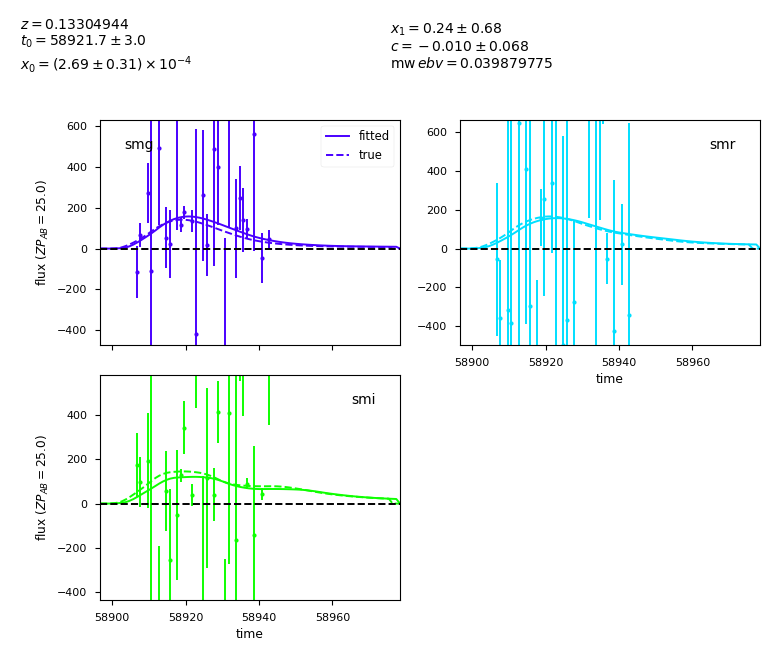 z = 0.13304944
t₀ = 58921.7 ± 3.0
x₀ = (2.69 ± 0.31) × 10⁻⁴
x₁ = 0.24 ± 0.68
c = −0.010 ± 0.068
mw ebv = 0.039879775
600
400
200
0
−200
−400
flux (ZP_AB = 25.0)
smg
fitted
true
600
400
200
0
−200
−400
smr
58900
58920
58940
58960
time
400
200
0
−200
−400
flux (ZP_AB = 25.0)
smi
58900
58920
58940
58960
time